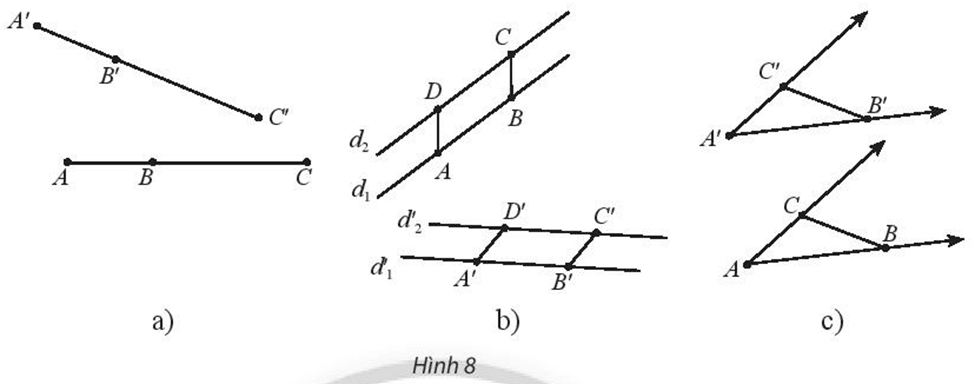 A'
B'
C'
A
B
C
a)
C
D
B
d₂
A
d₁
d'₂
D'
C'
d'₁
A'
B'
b)
C'
B'
A'
C
B
A
c)
Hình 8